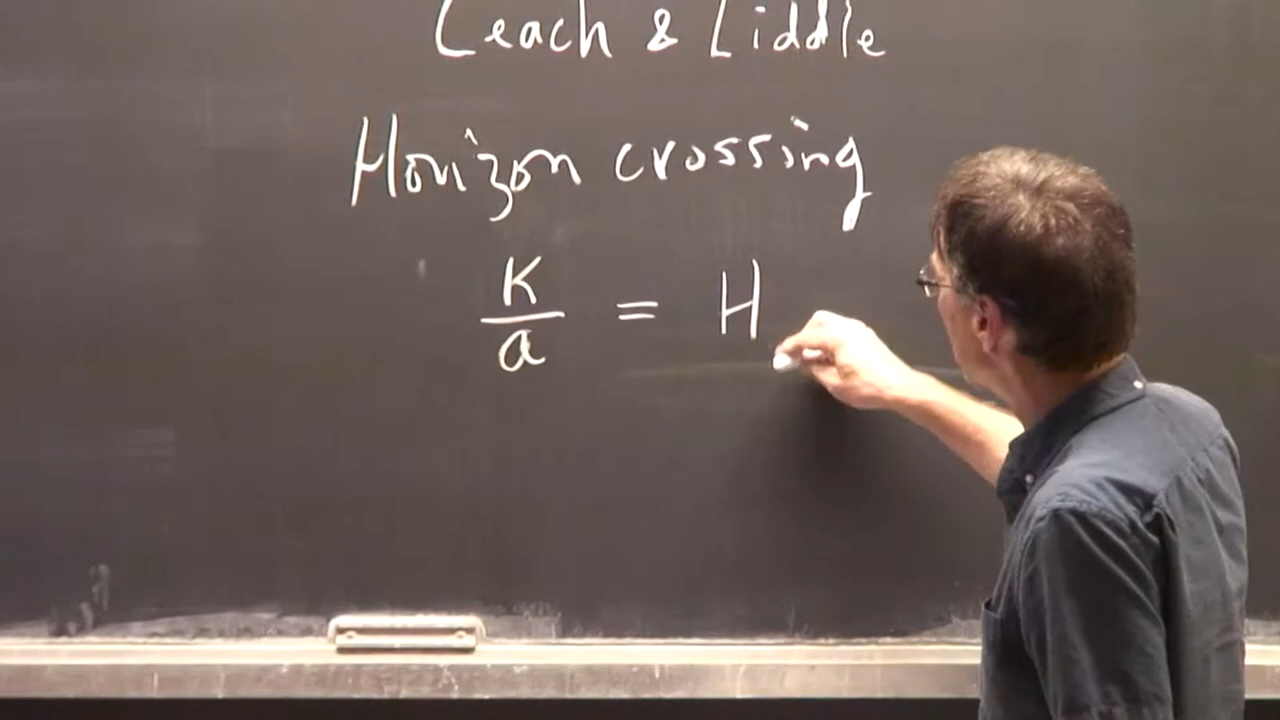 Leach & Liddle
Horizon crossing
K/a = H